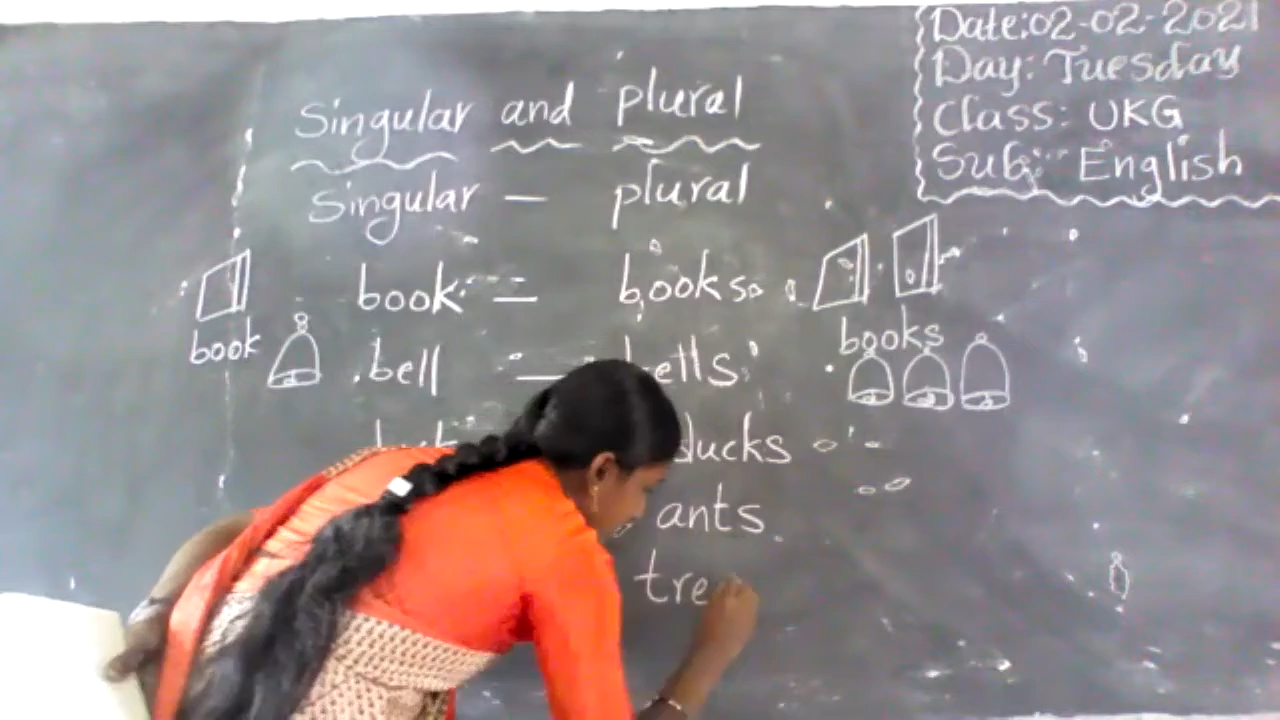 Date:02-02-2021
Day: Tuesday
Class: UKG
Sub: English
Singular and plural
Singular — plural
book — books
book
books
bell — bells
ducks
ants
tre